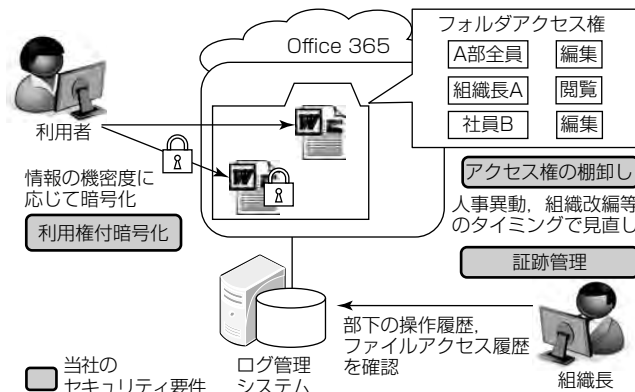 Office 365
フォルダアクセス権
A部全員 編集
組織長A 閲覧
社員B 編集
利用者
情報の機密度に
応じて暗号化
利用権付暗号化
アクセス権の棚卸し
人事異動,組織改編等
のタイミングで見直し
証跡管理
部下の操作履歴,
ファイルアクセス履歴
を確認
組織長
ログ管理
システム
当社の
セキュリティ要件
W
W